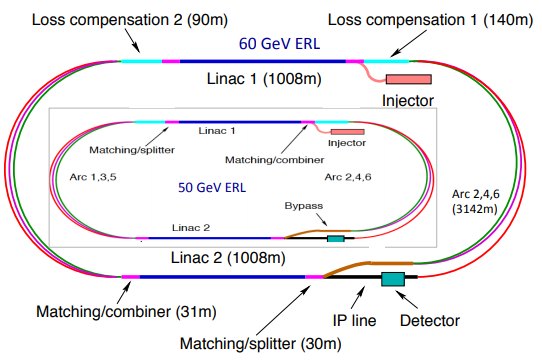 Loss compensation 2 (90m)
Loss compensation 1 (140m)
60 GeV ERL
Linac 1 (1008m)
Injector
Linac 1
Injector
Matching/splitter
Matching/combiner
Arc 1,3,5
50 GeV ERL
Arc 2,4,6
Arc 2,4,6
(3142m)
Bypass
Linac 2
Linac 2 (1008m)
Matching/combiner (31m)
IP line
Detector
Matching/splitter (30m)